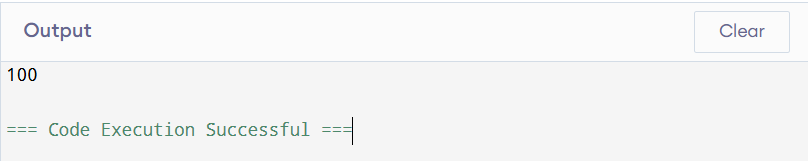 Output
Clear
100
=== Code Execution Successful ===